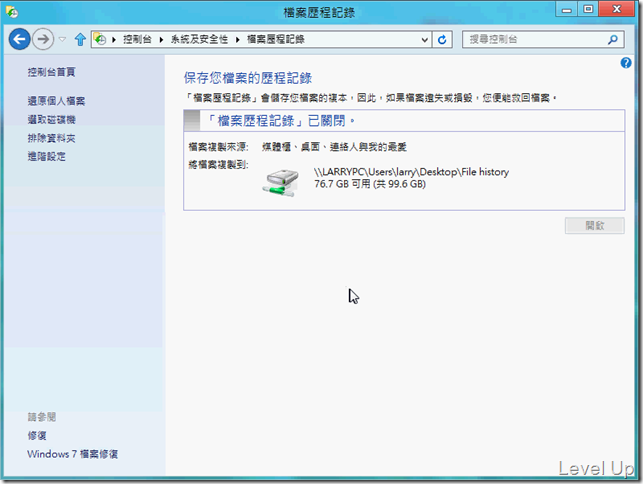 檔案歷程記錄
控制台 系統及安全性 檔案歷程記錄
搜尋控制台
控制台首頁
還原個人檔案
選取磁碟機
排除資料夾
進階設定
保存您檔案的歷程記錄
「檔案歷程記錄」會儲存您檔案的複本，因此，如果檔案遺失或損毀，您便能救回檔案。
「檔案歷程記錄」已關閉。
檔案複製來源: 媒體櫃、桌面、連絡人與我的最愛
將檔案複製到: \\LARRYPC\Users\larry\Desktop\File history
76.7 GB 可用 (共 99.6 GB)
開啟
請參閱
修復
Windows 7 檔案修復
Level Up